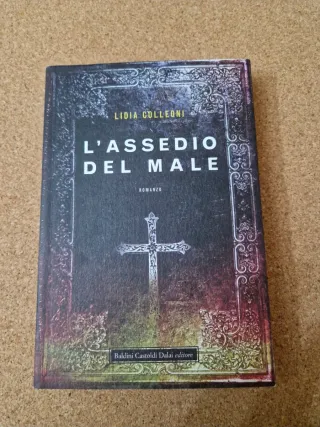 LIDIA COLLEONI
L'ASSEDIO
DEL MALE
ROMANZO
Baldini Castoldi Dalai editore